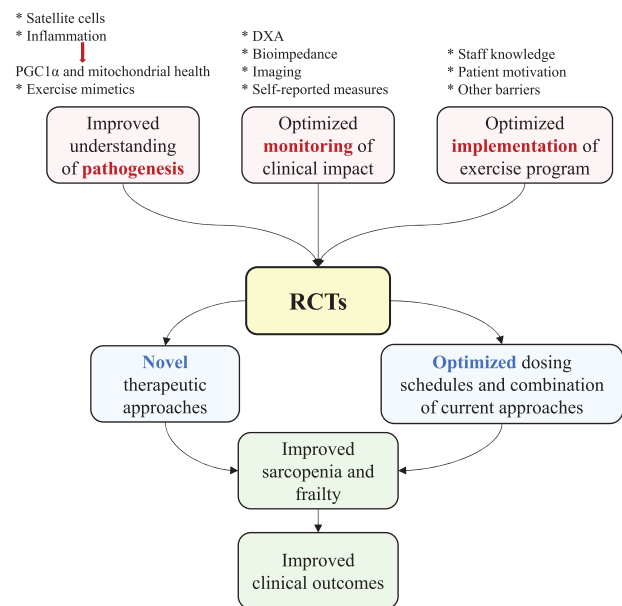 * Satellite cells
* Inflammation
PGC1α and mitochondrial health
* Exercise mimetics
* DXA
* Bioimpedance
* Imaging
* Self-reported measures
* Staff knowledge
* Patient motivation
* Other barriers
Improved
understanding
of pathogenesis
Optimized
monitoring of
clinical impact
Optimized
implementation of
exercise program
RCTs
Novel
therapeutic
approaches
Optimized dosing
schedules and combination
of current approaches
Improved
sarcopenia and
frailty
Improved
clinical outcomes